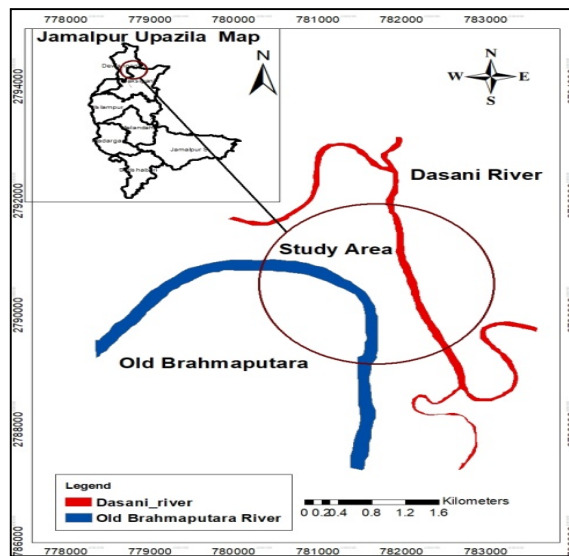 778000 779000 780000 781000 782000 783000
Jamalpur Upazila Map
N
N
W E
S
2794000
Dasani River
2792000
Study Area
2790000
Old Brahmaputara
2788000
Legend
Dasani_river
Old Brahmaputara River
Kilometers
0 0.2 0.4 0.8 1.2 1.6
2786000
778000 779000 780000 781000 782000 783000